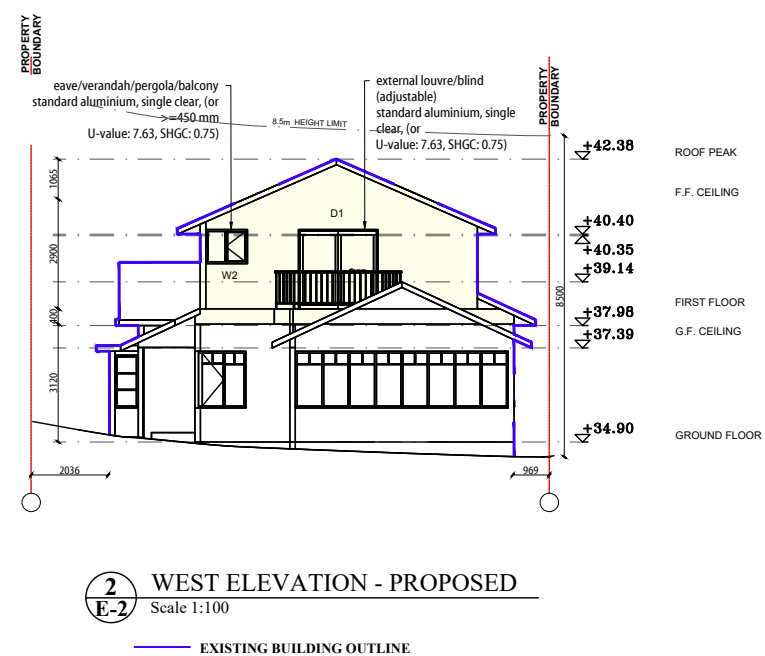 PROPERTY
BOUNDARY
PROPERTY
BOUNDARY
eave/verandah/pergola/balcony
standard aluminium, single clear, (or
>=450 mm
U-value: 7.63, SHGC: 0.75)
external louvre/blind
(adjustable)
standard aluminium, single
clear, (or
U-value: 7.63, SHGC: 0.75)
8.5m HEIGHT LIMIT
+42.38
ROOF PEAK
F.F. CEILING
+40.40
+40.35
+39.14
FIRST FLOOR
+37.98
G.F. CEILING
+37.39
+34.90
GROUND FLOOR
1065
2900
400
3120
8500
D1
W2
2036
969
2
E-2
WEST ELEVATION - PROPOSED
Scale 1:100
EXISTING BUILDING OUTLINE